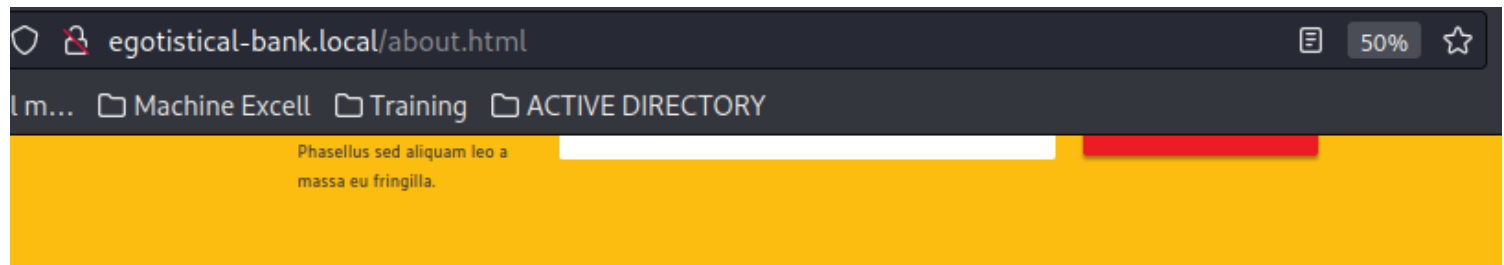 egotistical-bank.local/about.html 50%
l m... Machine Excell Training ACTIVE DIRECTORY
Phasellus sed aliquam leo a
massa eu fringilla.